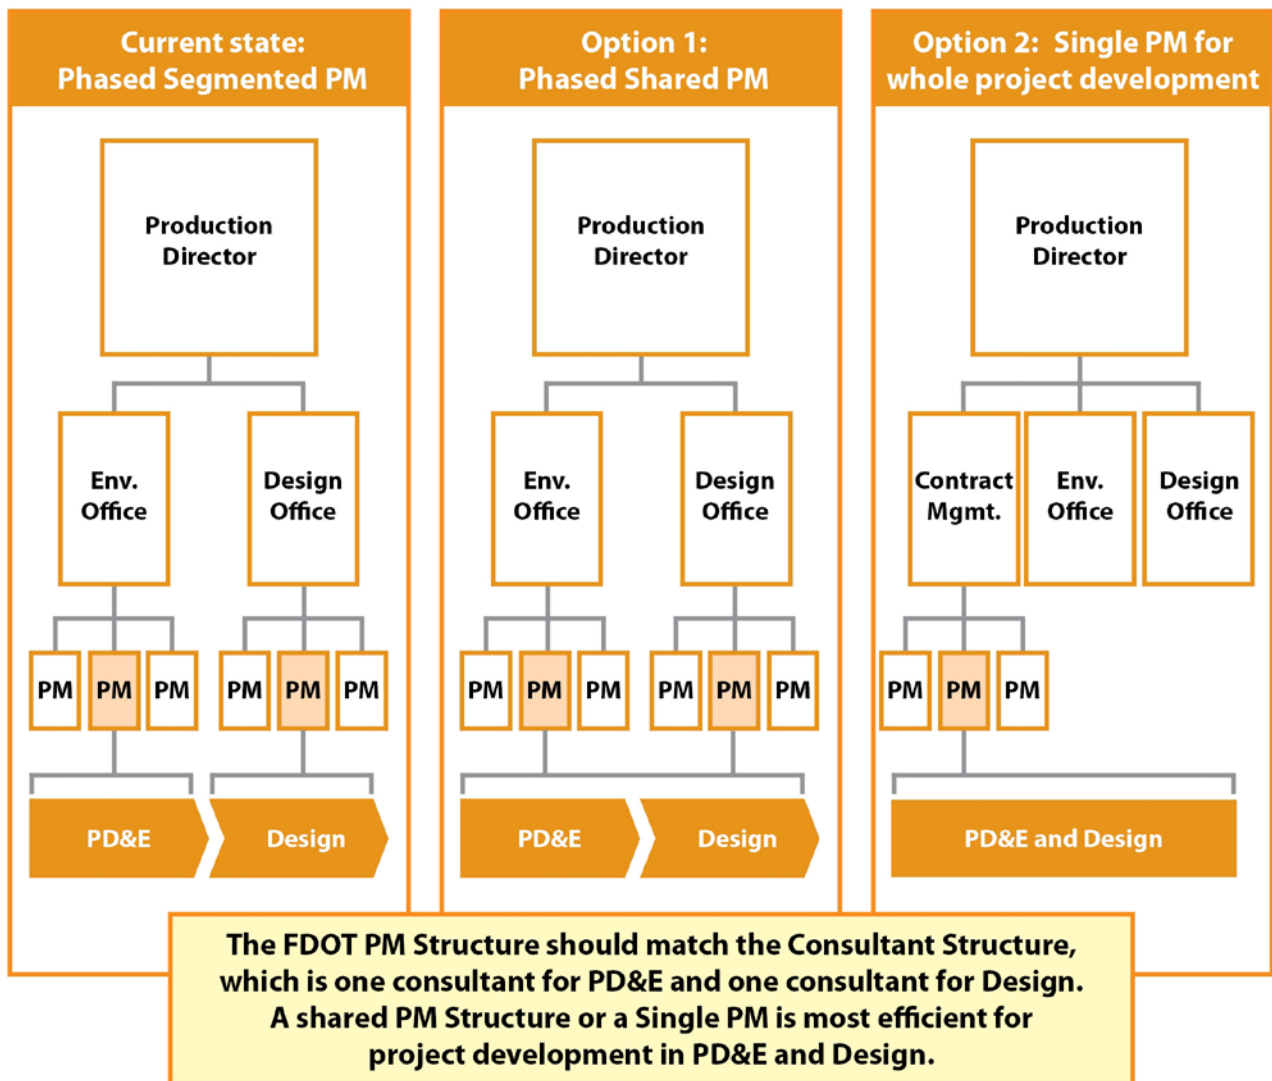 Current state:
Phased Segmented PM
Production
Director
Env.
Office
Design
Office
PM PM PM PM PM PM
PD&E Design
Option 1:
Phased Shared PM
Production
Director
Env.
Office
Design
Office
PM PM PM PM PM PM
PD&E Design
Option 2: Single PM for
whole project development
Production
Director
Contract
Mgmt.
Env.
Office
Design
Office
PM PM PM
PD&E and Design
The FDOT PM Structure should match the Consultant Structure,
which is one consultant for PD&E and one consultant for Design.
A shared PM Structure or a Single PM is most efficient for
project development in PD&E and Design.